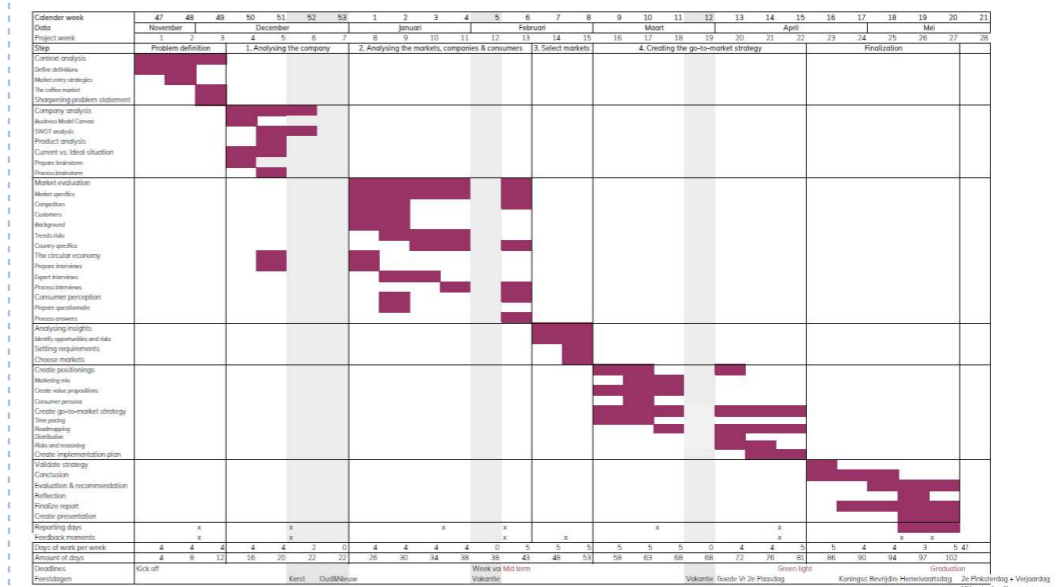 Calender week 47 48 49 50 51 52 53 1 2 3 4 5 6 7 8 9 10 11 12 13 14 15 16 17 18 19 20 21
Data November December Januari Februari Maart April Mei
Project week 1 2 3 4 5 6 7 8 9 10 11 12 13 14 15 16 17 18 19 20 21 22 23 24 25 26 27 28
Step Problem definition 1. Analysing the company 2. Analysing the markets, companies & consumers 3. Select markets 4. Creating the go-to-market strategy Finalization
Context analysis
Define definitions
Market entry strategies
The coffee market
Sharpening problem statement
Company analysis
Business Model Canvas
SWOT analysis
Product analysis
Current vs. Ideal situation
Prepare brainstorm
Process brainstorm
Market evaluation
Market specifics
Competitors
Customers
Background
Trends risks
Country specifics
The circular economy
Prepare interviews
Expert interviews
Process interviews
Consumer perception
Prepare questionnaire
Process answers
Analysing insights
Identify opportunities and risks
Setting requirements
Choose markets
Create positionings
Marketing mix
Create value propositions
Consumer persona
Create go-to-market strategy
Time pacing
Roadmapping
Distribution
Risks and reasoning
Create implementation plan
Validate strategy
Conclusion
Evaluation & recommendation
Reflection
Finalize report
Create presentation
Reporting days x x x x x x
Feedback moments x x x x x x x
Days of work per week 4 4 4 4 4 2 0 4 4 4 4 0 5 5 5 5 5 5 0 4 4 5 5 4 4 3 5 4?
Amount of days 4 8 12 16 20 22 22 26 30 34 38 38 43 48 53 58 63 68 68 72 76 81 86 90 94 97 102
Deadlines Kick off Week va Mid term Green light Graduation
Feestdagen Kerst Oud&Nieuw Vakantie Vakantie Goede Vr 2e Paasdag Koningsc Bevrijdin Hemelvaartsdag 2e Pinksterdag + Verjaardag